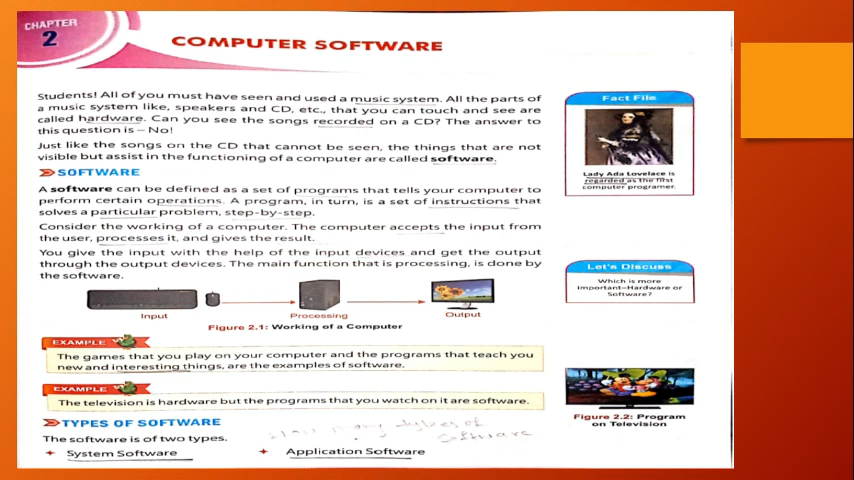 CHAPTER
2
COMPUTER SOFTWARE
Students! All of you must have seen and used a music system. All the parts of
a music system like, speakers and CD, etc., that you can touch and see are
called hardware. Can you see the songs recorded on a CD? The answer to
this question is – No!
Just like the songs on the CD that cannot be seen, the things that are not
visible but assist in the functioning of a computer are called software.
SOFTWARE
A software can be defined as a set of programs that tells your computer to
perform certain operations. A program, in turn, is a set of instructions that
solves a particular problem, step-by-step.
Consider the working of a computer. The computer accepts the input from
the user, processes it, and gives the result.
You give the input with the help of the input devices and get the output
through the output devices. The main function that is processing, is done by
the software.
Input
Processing
Output
Figure 2.1: Working of a Computer
EXAMPLE
The games that you play on your computer and the programs that teach you
new and interesting things, are the examples of software.
EXAMPLE
The television is hardware but the programs that you watch on it are software.
TYPES OF SOFTWARE
many types of
Software
The software is of two types.
System Software
Application Software
Fact File
Lady Ada Lovelace is
regarded as the first
computer programer.
Let's Discuss
Which is more
important–Hardware or
Software?
Figure 2.2: Program
on Television